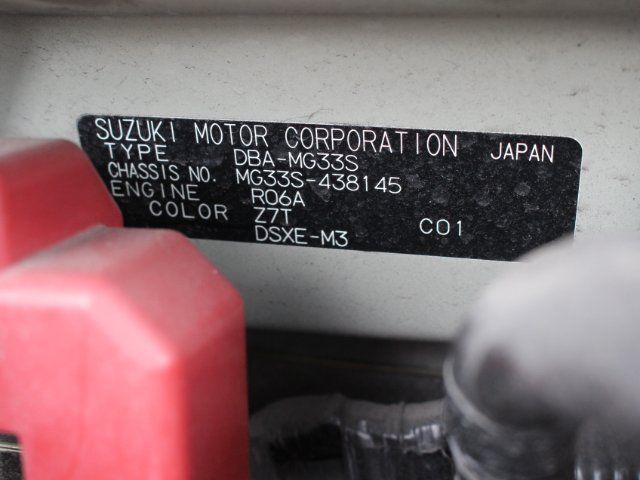 SUZUKI MOTOR CORPORATION JAPAN
TYPE DBA-MG33S
CHASSIS NO. MG33S-438145
ENGINE R06A
COLOR Z7T C01
DSXE-M3